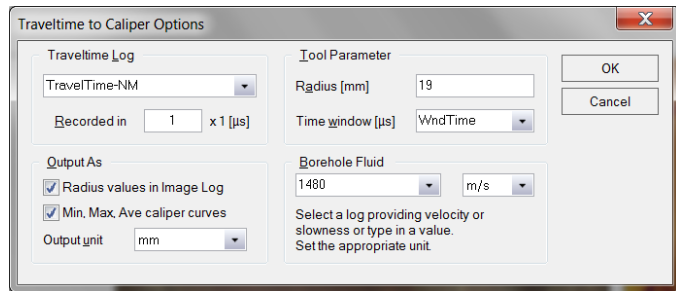 Traveltime to Caliper Options
Traveltime Log
TravelTime-NM
Recorded in 1 x 1 [µs]
Tool Parameter
Radius [mm] 19
Time window [µs] WndTime
OK
Cancel
Output As
Radius values in Image Log
Min, Max, Ave caliper curves
Output unit mm
Borehole Fluid
1480 m/s
Select a log providing velocity or
slowness or type in a value.
Set the appropriate unit.